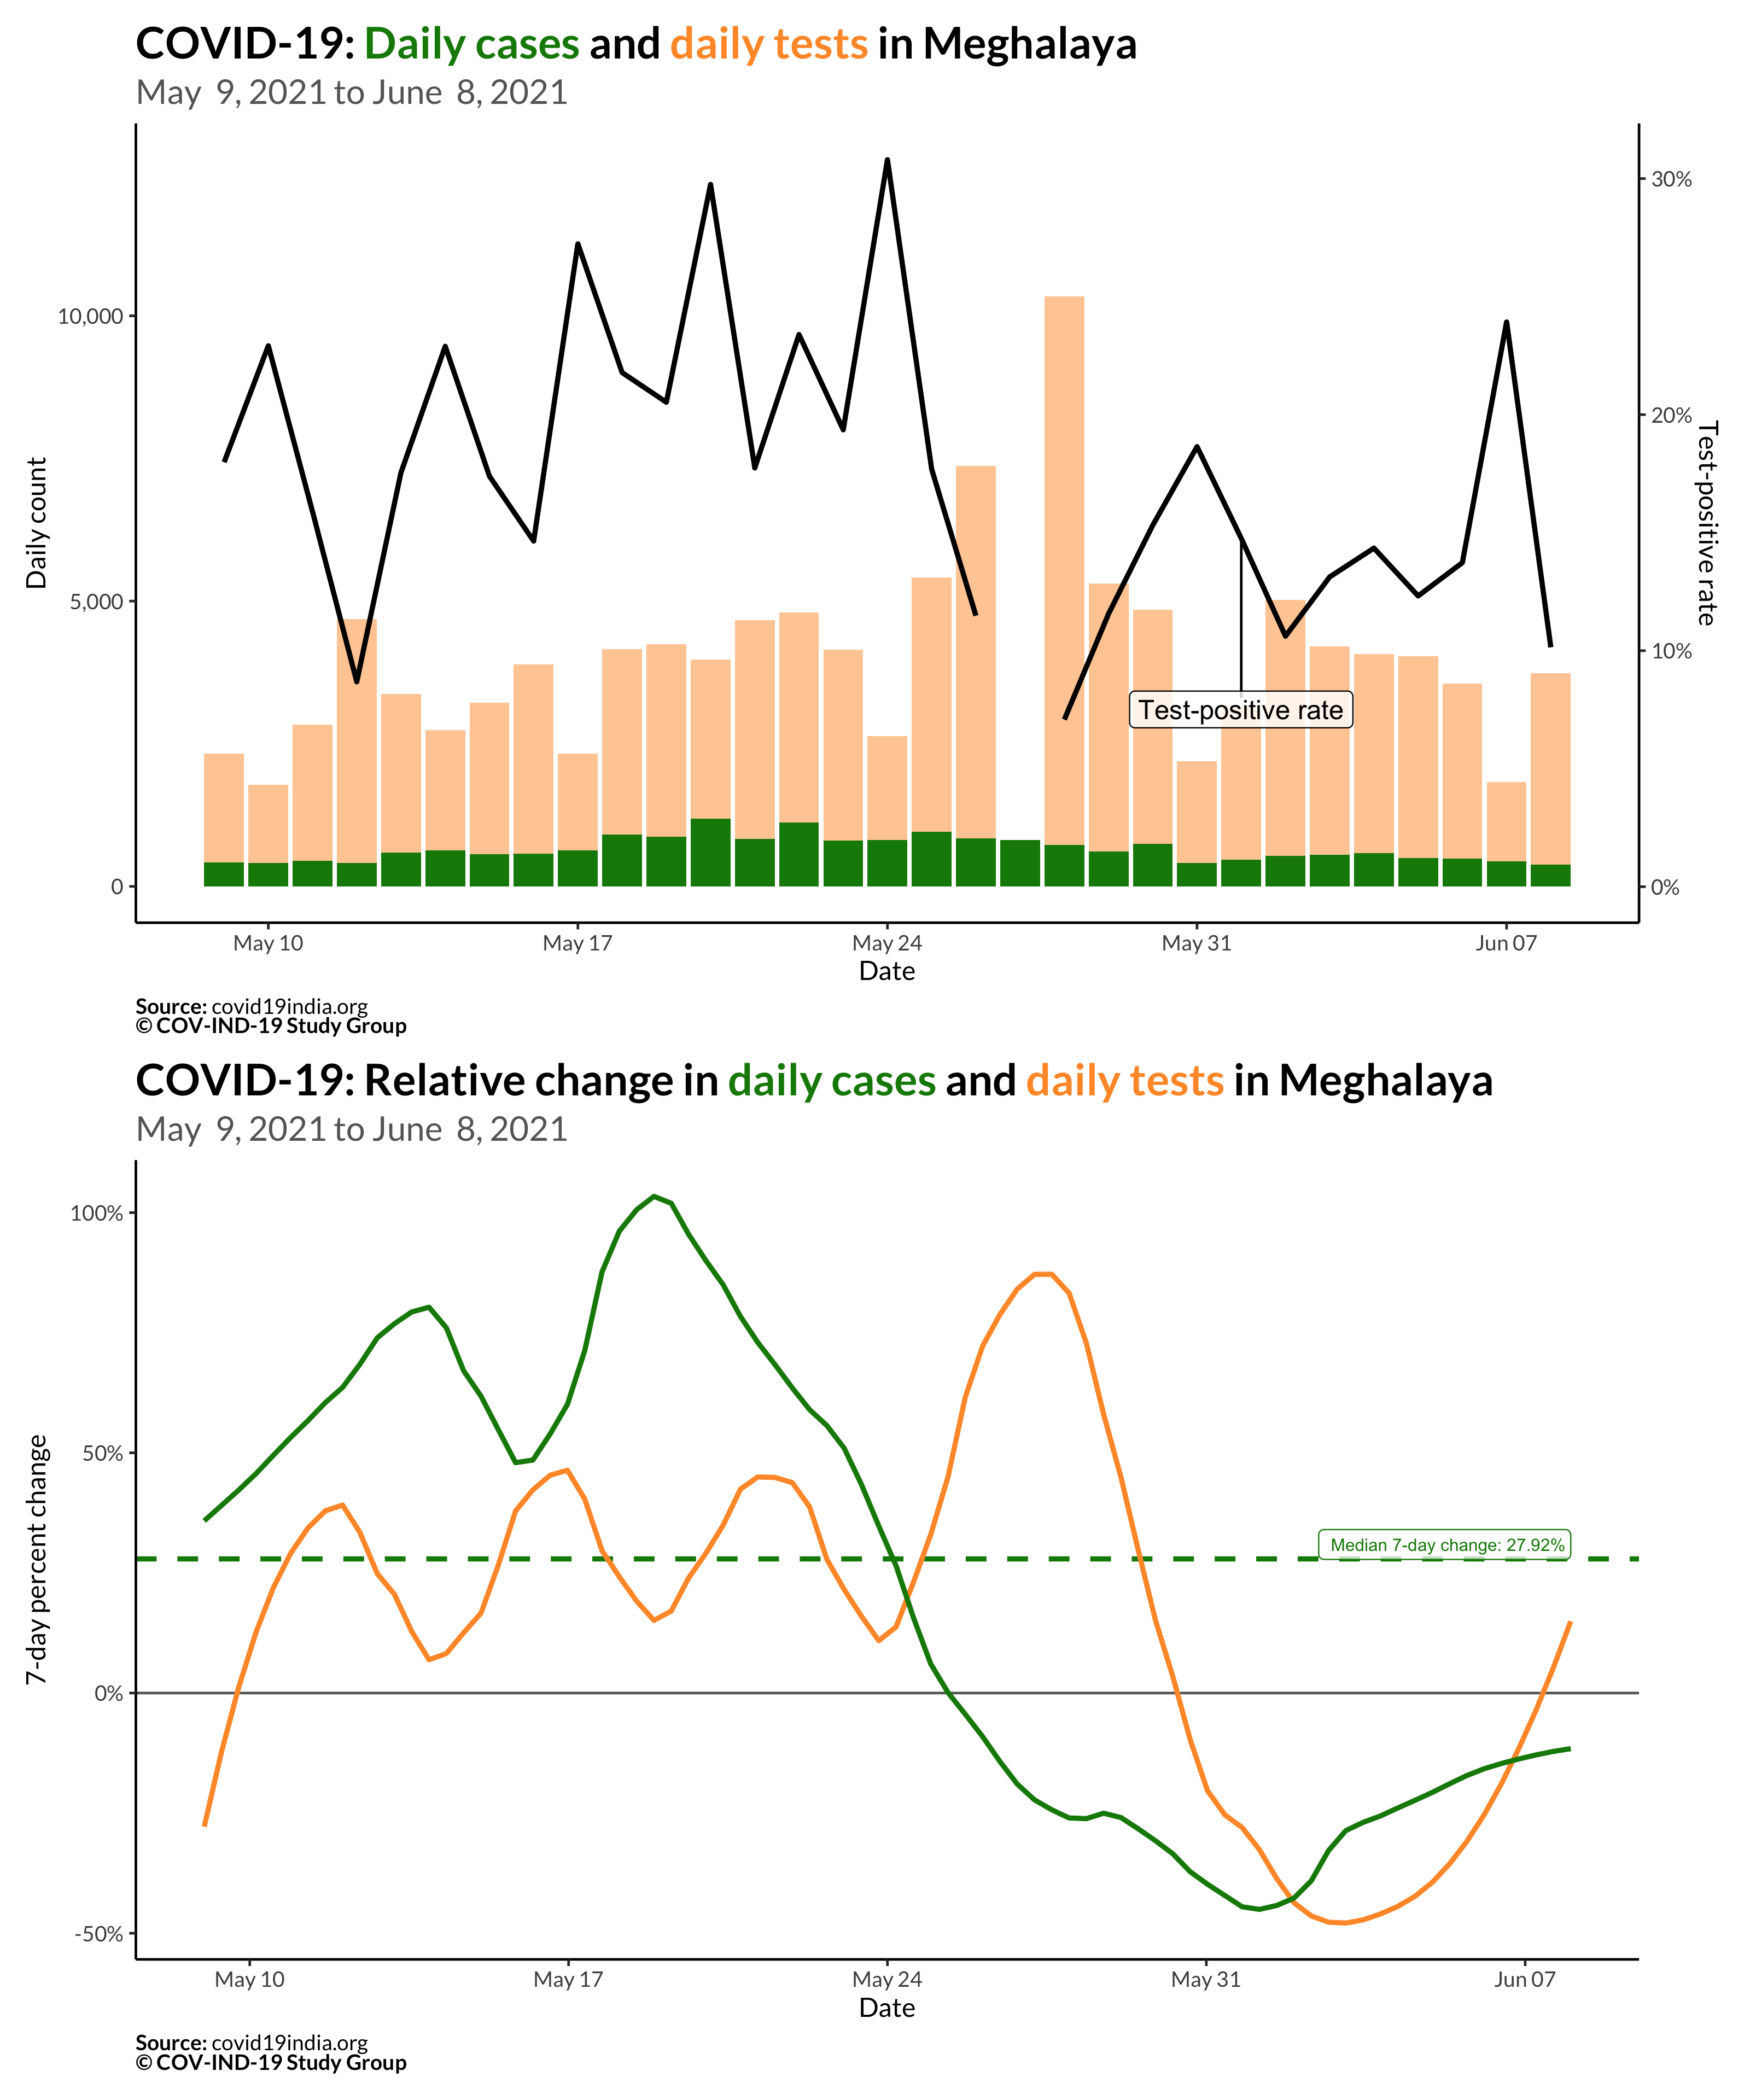 COVID-19: Daily cases and daily tests in Meghalaya
May 9, 2021 to June 8, 2021
Daily count
10,000
5,000
0
30%
20%
10%
0%
Test-positive rate
Test-positive rate
May 10
May 17
May 24
May 31
Jun 07
Date
Source: covid19india.org
© COV-IND-19 Study Group
COVID-19: Relative change in daily cases and daily tests in Meghalaya
May 9, 2021 to June 8, 2021
7-day percent change
100%
50%
0%
-50%
Median 7-day change: 27.92%
May 10
May 17
May 24
May 31
Jun 07
Date
Source: covid19india.org
© COV-IND-19 Study Group